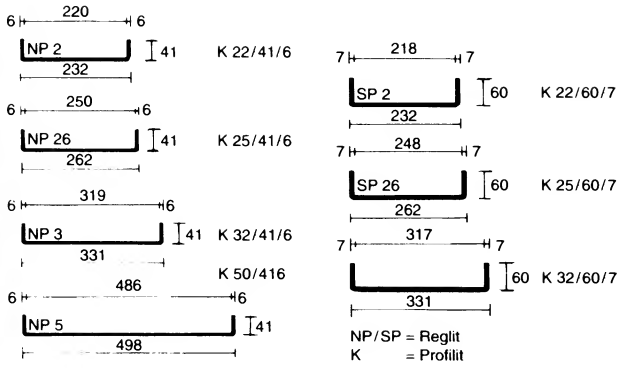 220
6 6
NP 2 41 K 22/41/6
232
250
6 6
NP 26 41 K 25/41/6
262
319
6 6
NP 3 41 K 32/41/6
331
K 50/416
486
6 6
NP 5 41
498
218
7 7
SP 2 60 K 22/60/7
232
248
7 7
SP 26 60 K 25/60/7
262
317
7 7
60 K 32/60/7
331
NP/SP = Reglit
K = Profilit